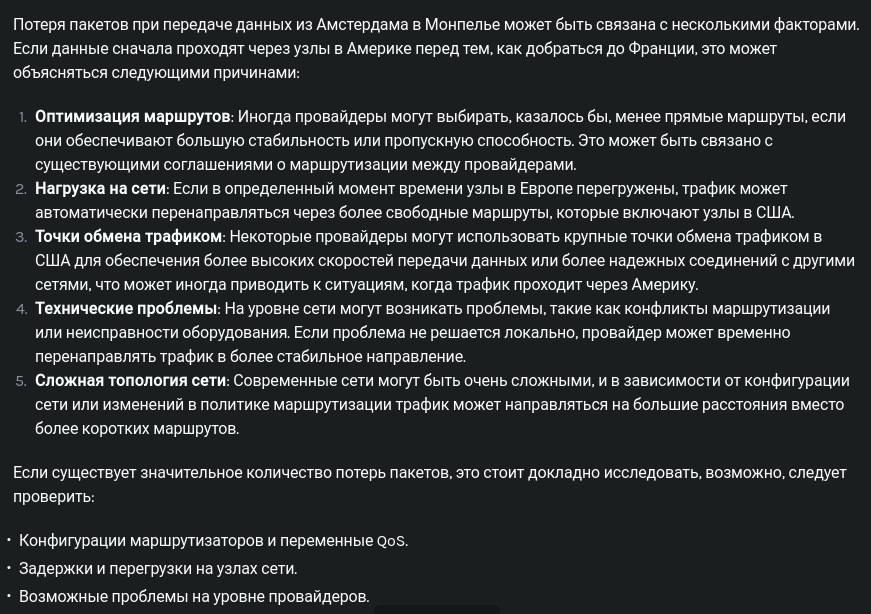 Потеря пакетов при передаче данных из Амстердама в Монпелье может быть связана с несколькими факторами.
Если данные сначала проходят через узлы в Америке перед тем, как добраться до Франции, это может
объясняться следующими причинами:
1. Оптимизация маршрутов: Иногда провайдеры могут выбирать, казалось бы, менее прямые маршруты, если
они обеспечивают большую стабильность или пропускную способность. Это может быть связано с
существующими соглашениями о маршрутизации между провайдерами.
2. Нагрузка на сети: Если в определенный момент времени узлы в Европе перегружены, трафик может
автоматически перенаправляться через более свободные маршруты, которые включают узлы в США.
3. Точки обмена трафиком: Некоторые провайдеры могут использовать крупные точки обмена трафиком в
США для обеспечения более высоких скоростей передачи данных или более надежных соединений с другими
сетями, что может иногда приводить к ситуациям, когда трафик проходит через Америку.
4. Технические проблемы: На уровне сети могут возникать проблемы, такие как конфликты маршрутизации
или неисправности оборудования. Если проблема не решается локально, провайдер может временно
перенаправлять трафик в более стабильное направление.
5. Сложная топология сети: Современные сети могут быть очень сложными, и в зависимости от конфигурации
сети или изменений в политике маршрутизации трафик может направляться на большие расстояния вместо
более коротких маршрутов.
Если существует значительное количество потерь пакетов, это стоит докладно исследовать, возможно, следует
проверить:
• Конфигурации маршрутизаторов и переменные QoS.
• Задержки и перегрузки на узлах сети.
• Возможные проблемы на уровне провайдеров.